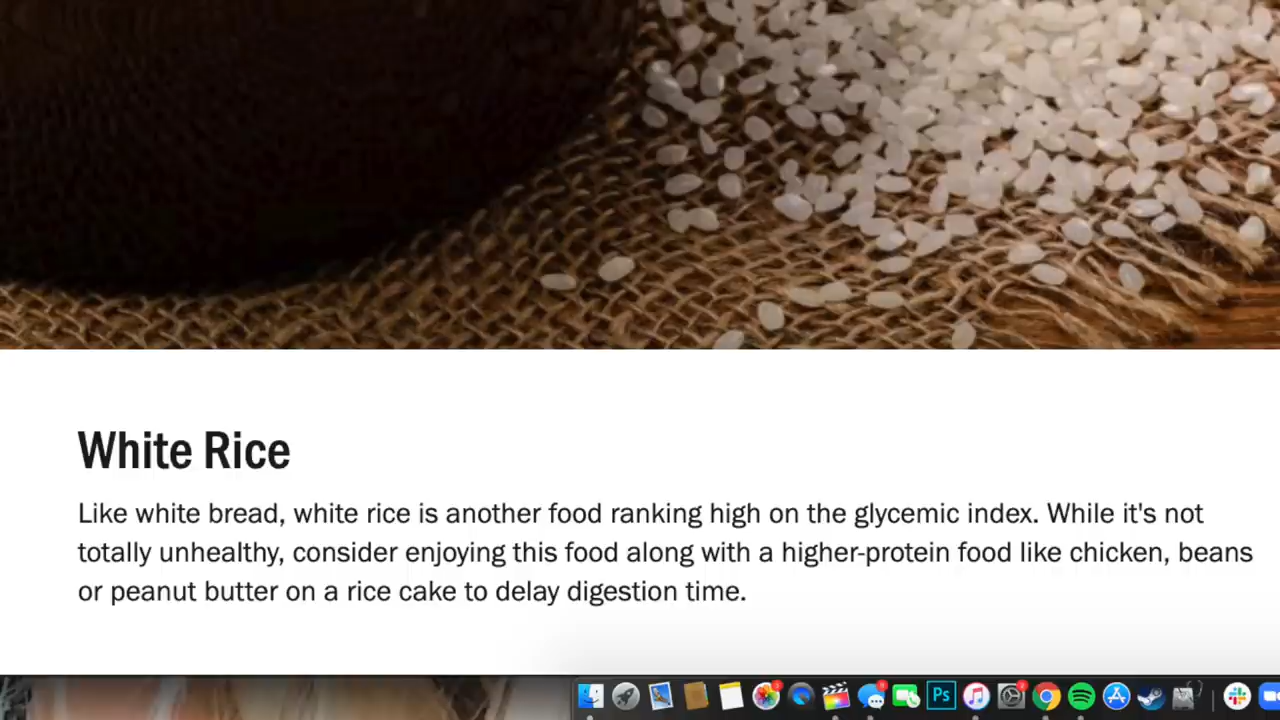 White Rice
Like white bread, white rice is another food ranking high on the glycemic index. While it's not
totally unhealthy, consider enjoying this food along with a higher-protein food like chicken, beans
or peanut butter on a rice cake to delay digestion time.
Ps